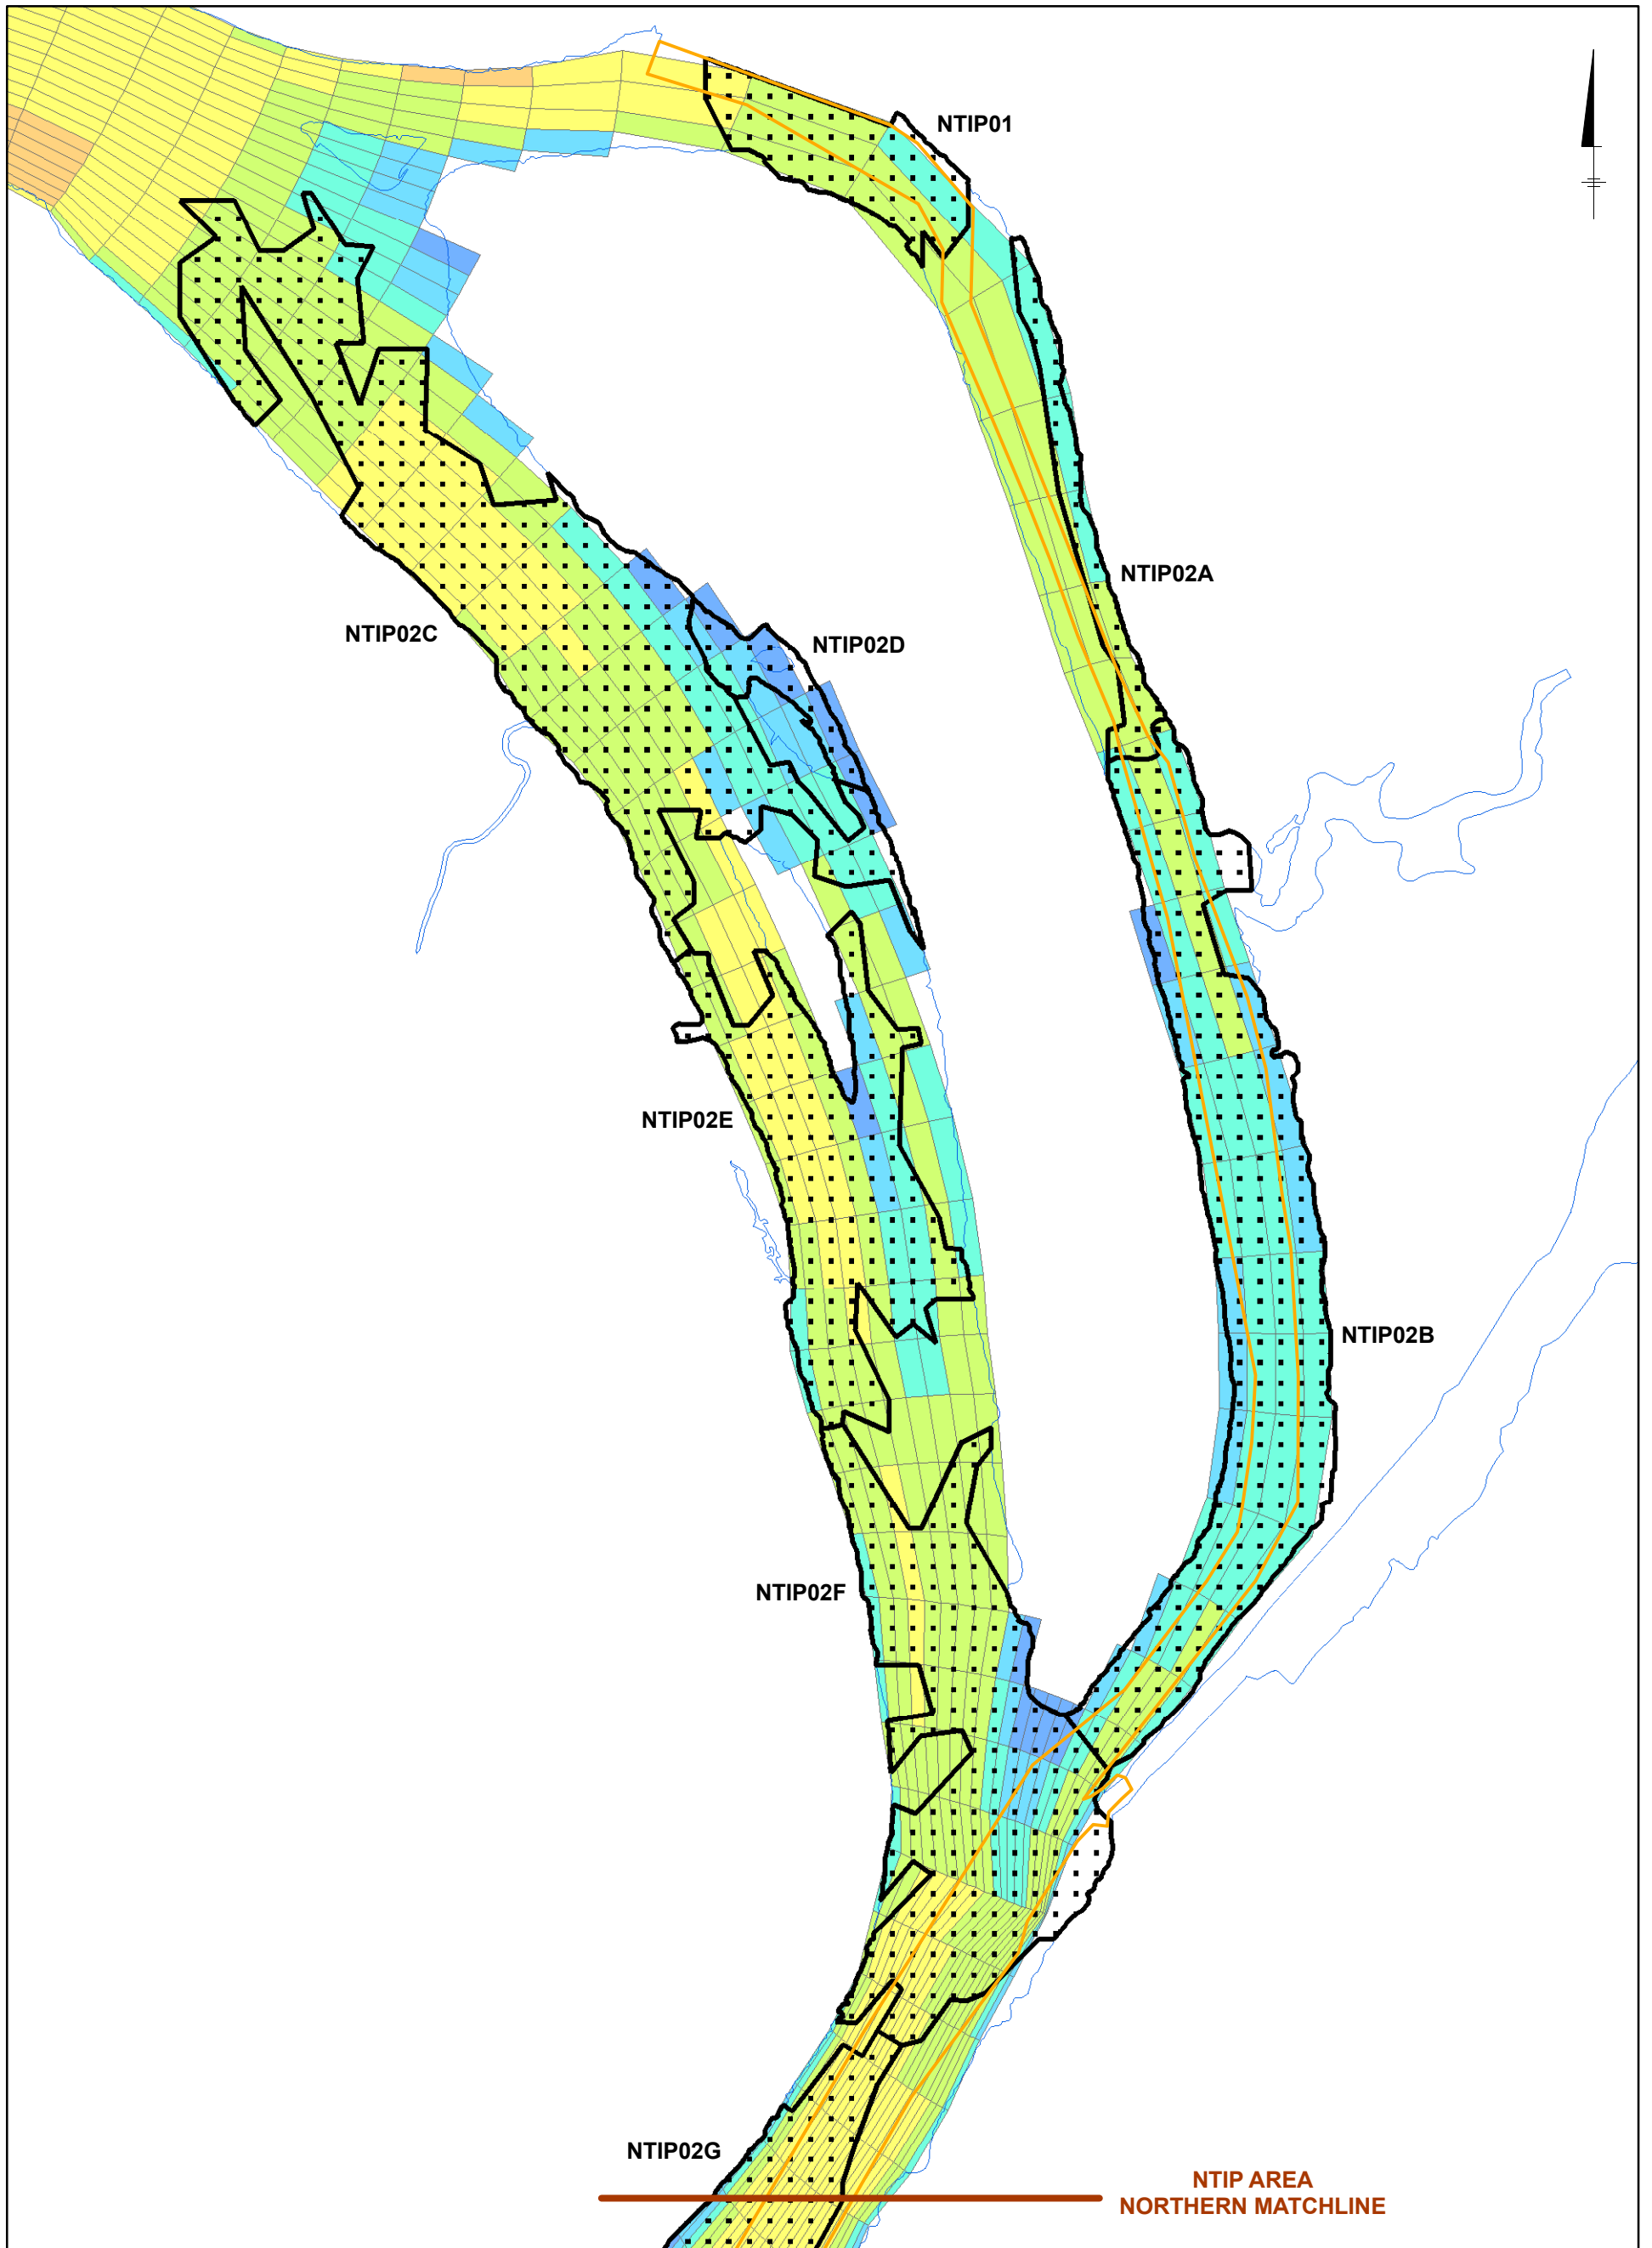 NTIP01
NTIP02A
NTIP02C
NTIP02D
NTIP02E
NTIP02B
NTIP02F
NTIP02G
NTIP AREA
NORTHERN MATCHLINE